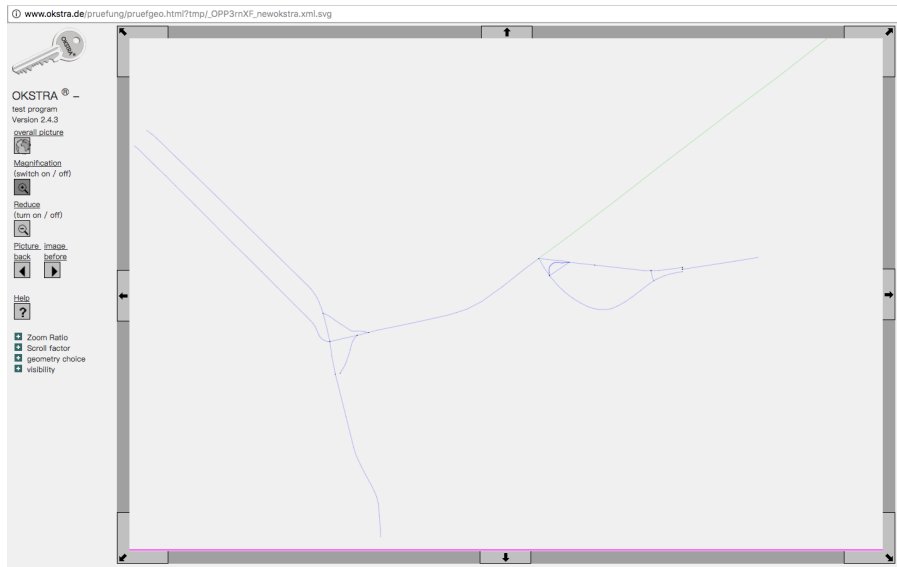 www.okstra.de/pruefung/pruefgeo.html?tmp/_OPP3rnXF_newokstra.xml.svg
OKSTRA®
OKSTRA ® –
test program
Version 2.4.3
overall picture
Magnification
(switch on / off)
Reduce
(turn on / off)
Picture Image
back before
Help
?
Zoom Ratio
Scroll factor
geometry choice
visibility